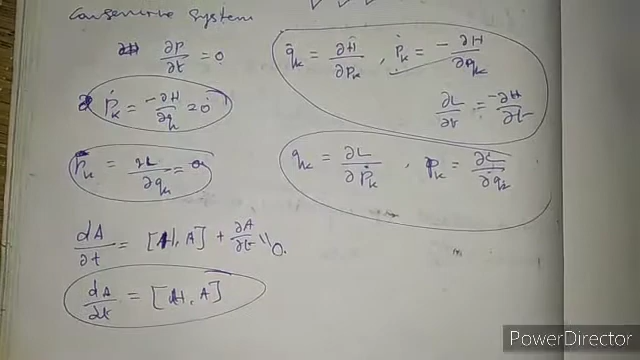 Conservative System
∂P/∂t = 0
Ṗₖ = -∂H/∂qₖ = 0
Ṗₖ = ∂L/∂qₖ = 0
dA/∂t = [H, A] + ∂A/∂t 0.
dA/dt = [H, A]
q̇ₖ = ∂H/∂pₖ , Ṗₖ = -∂H/∂qₖ
∂L/∂t = -∂H/∂t
qₖ = ∂L/∂Ṗₖ , Pₖ = ∂L/∂q̇ₖ
PowerDirector